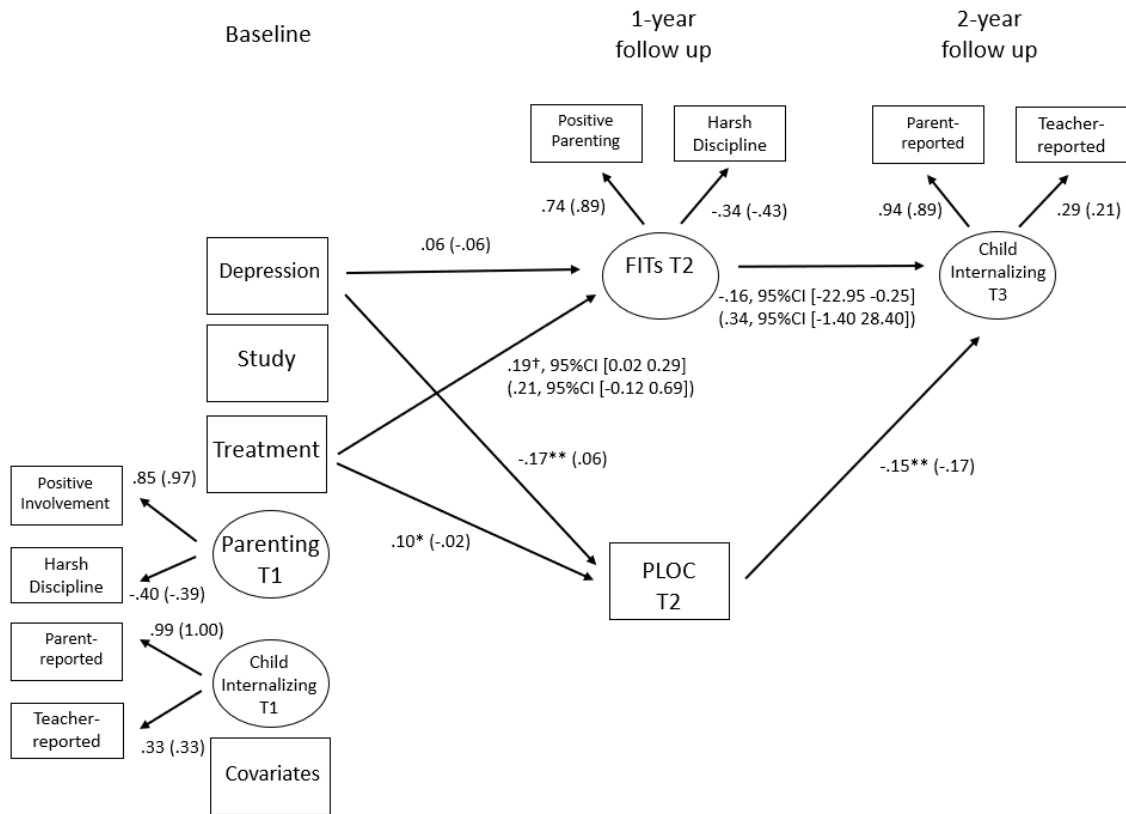 Baseline
1-year
follow up
2-year
follow up
Positive
Parenting
Harsh
Discipline
Parent-
reported
Teacher-
reported
.74 (.89)
-.34 (-.43)
.94 (.89)
.29 (.21)
Depression
.06 (-.06)
FITs T2
Child
Internalizing
T3
-.16, 95%CI [-22.95 -0.25]
(.34, 95%CI [-1.40 28.40])
Study
.19†, 95%CI [0.02 0.29]
(.21, 95%CI [-0.12 0.69])
Treatment
-.17** (.06)
-.15** (-.17)
.85 (.97)
Positive
Involvement
Parenting
T1
.10* (-.02)
PLOC
T2
Harsh
Discipline
-.40 (-.39)
Parent-
reported
.99 (1.00)
Child
Internalizing
T1
Teacher-
reported
.33 (.33)
Covariates